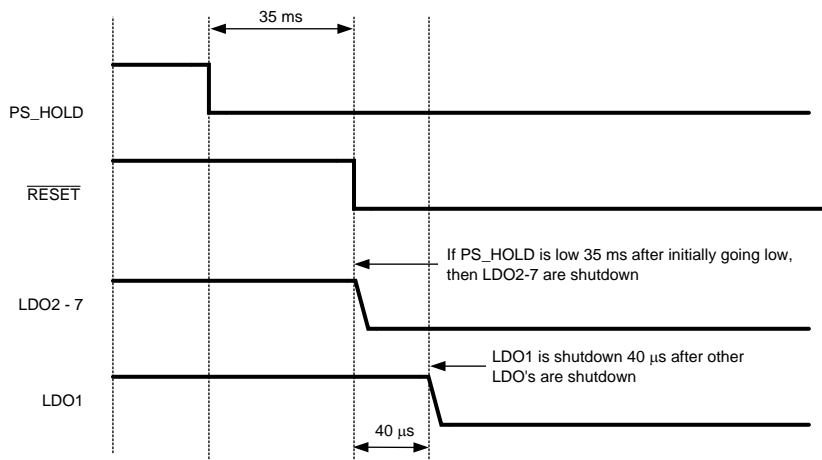 35 ms
PS_HOLD
RESET
If PS_HOLD is low 35 ms after initially going low,
then LDO2-7 are shutdown
LDO2 - 7
LDO1 is shutdown 40 μs after other
LDO's are shutdown
LDO1
40 μs